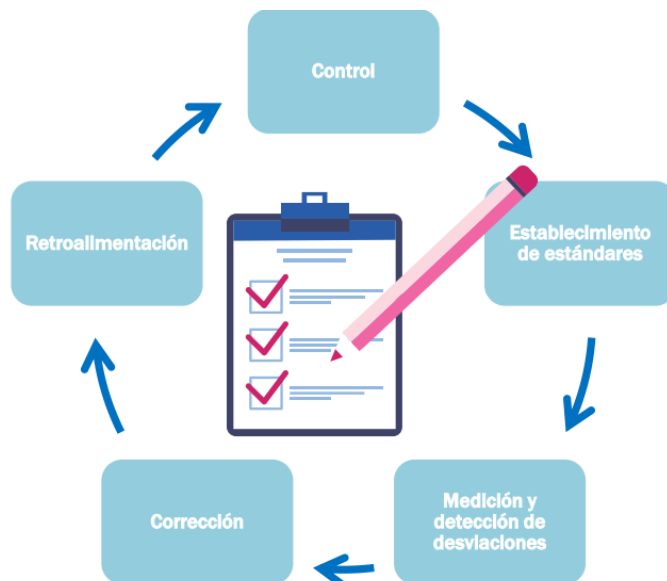 Control
Establecimiento
de estándares
Medición y
detección de
desviaciones
Corrección
Retroalimentación